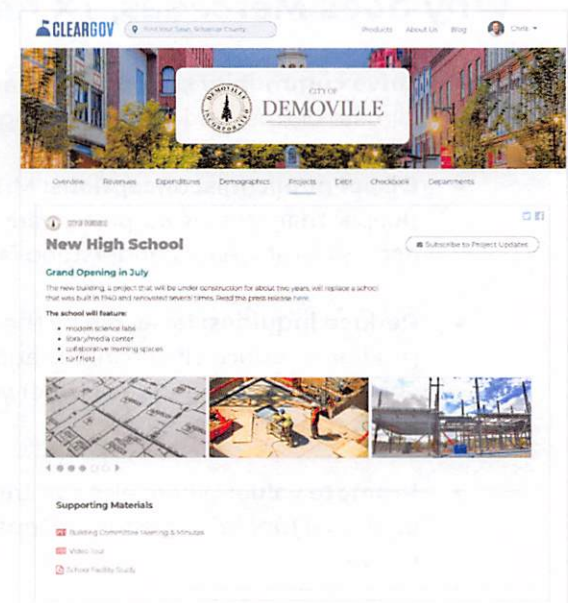 CLEARGOV
Find Your Town, School or County
Products About Us Blog Chris
DEMOVILLE
INCORPORATED
CITY OF
DEMOVILLE
Overview Revenues Expenditures Demographics Projects Debt Checkbook Departments
New High School
Subscribe to Project Updates
Grand Opening in July
The new building, a project that will be under construction for about two years, will replace a school
that was built in 1940 and renovated several times. Read the press release here.
The school will feature:
• modern science labs
• library/media center
• collaborative learning spaces
• turf field
Supporting Materials
Building Committee Meeting & Minutes
Video Tour
School Facility Study